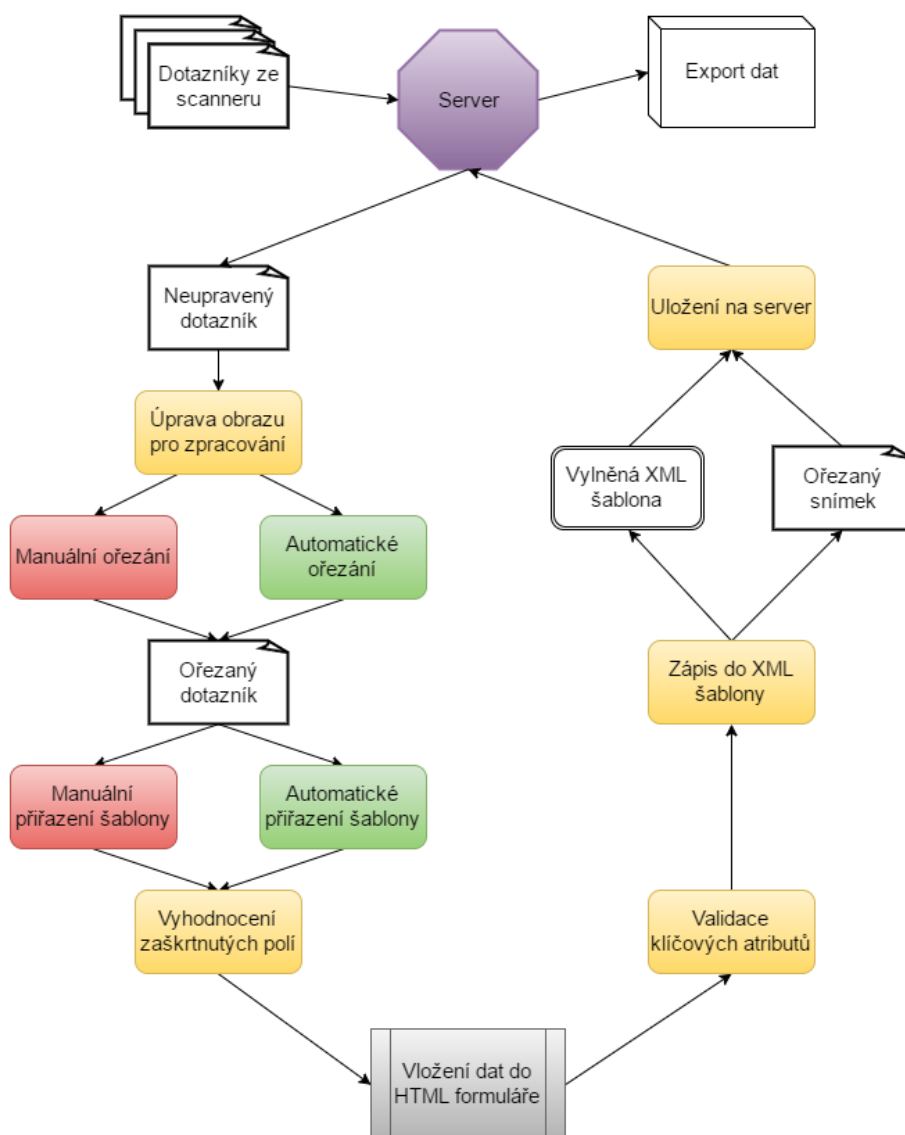 Dotazníky ze
scanneru
Server
Export dat
Neupravený
dotazník
Uložení na server
Úprava obrazu
pro zpracování
Vylněná XML
šablona
Ořezaný
snímek
Manuální ořezání
Automatické
ořezání
Ořezaný
dotazník
Zápis do XML
šablony
Manuální
přiřazení šablony
Automatické
přiřazení šablony
Vyhodnocení
zaškrtnutých polí
Validace
klíčových atributů
Vložení dat do
HTML formuláře